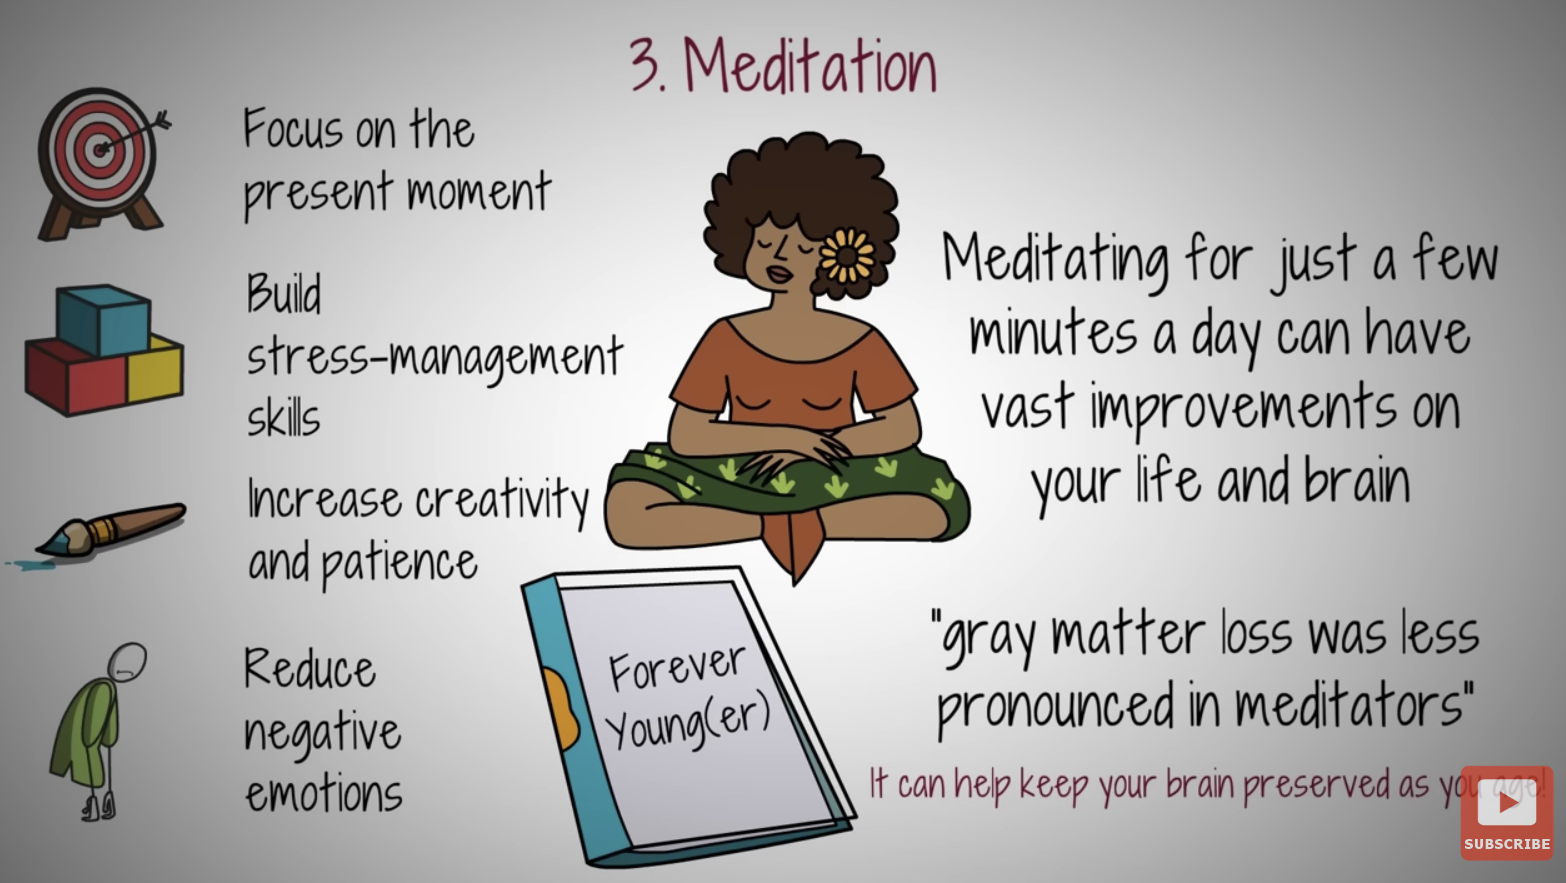 3. Meditation
Focus on the
present moment
Build
stress-management
skills
Increase creativity
and patience
Reduce
negative
emotions
Forever
Young(er)
Meditating for just a few
minutes a day can have
vast improvements on
your life and brain
"gray matter loss was less
pronounced in meditators"
It can help keep your brain preserved as you age!
SUBSCRIBE